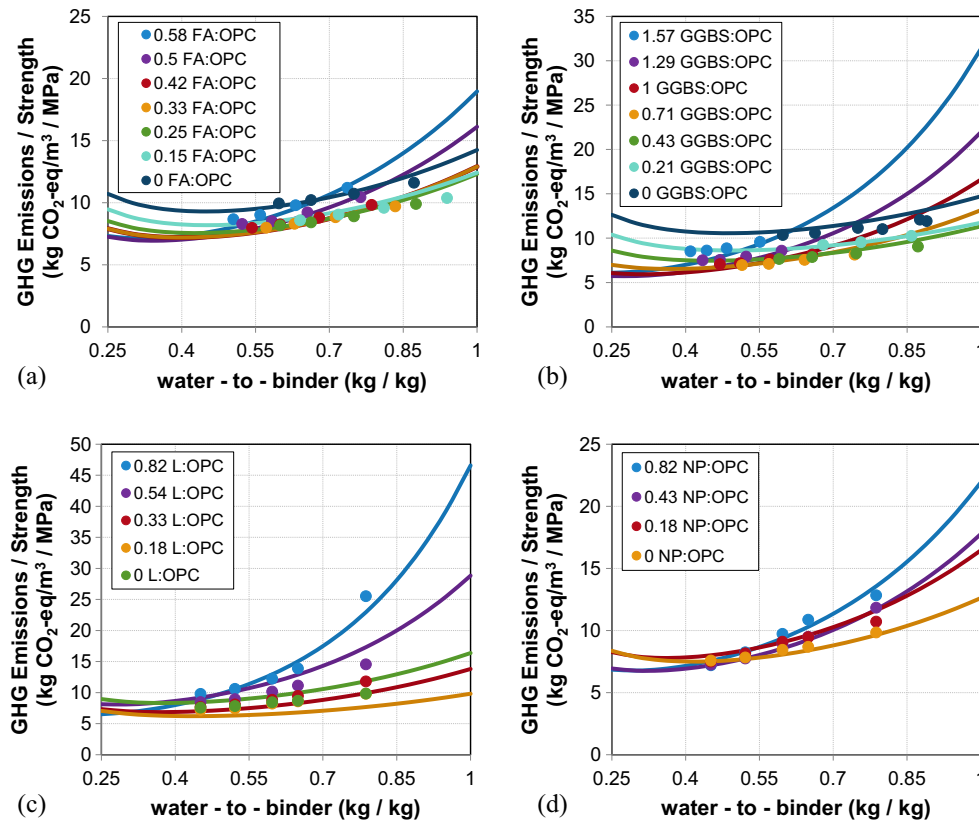 GHG Emissions / Strength
(kg CO₂-eq/m³ / MPa)
25
20
15
10
5
0
0.58 FA:OPC
0.5 FA:OPC
0.42 FA:OPC
0.33 FA:OPC
0.25 FA:OPC
0.15 FA:OPC
0 FA:OPC
0.25 0.4 0.55 0.7 0.85 1
(a)
water - to - binder (kg / kg)
GHG Emissions / Strength
(kg CO₂-eq/m³ / MPa)
35
30
25
20
15
10
5
0
1.57 GGBS:OPC
1.29 GGBS:OPC
1 GGBS:OPC
0.71 GGBS:OPC
0.43 GGBS:OPC
0.21 GGBS:OPC
0 GGBS:OPC
0.25 0.4 0.55 0.7 0.85 1
(b)
water - to - binder (kg / kg)
GHG Emissions / Strength
(kg CO₂-eq/m³ / MPa)
50
45
40
35
30
25
20
15
10
5
0
0.82 L:OPC
0.54 L:OPC
0.33 L:OPC
0.18 L:OPC
0 L:OPC
0.25 0.4 0.55 0.7 0.85 1
(c)
water - to - binder (kg / kg)
GHG Emissions / Strength
(kg CO₂-eq/m³ / MPa)
25
20
15
10
5
0
0.82 NP:OPC
0.43 NP:OPC
0.18 NP:OPC
0 NP:OPC
0.25 0.4 0.55 0.7 0.85 1
(d)
water - to - binder (kg / kg)